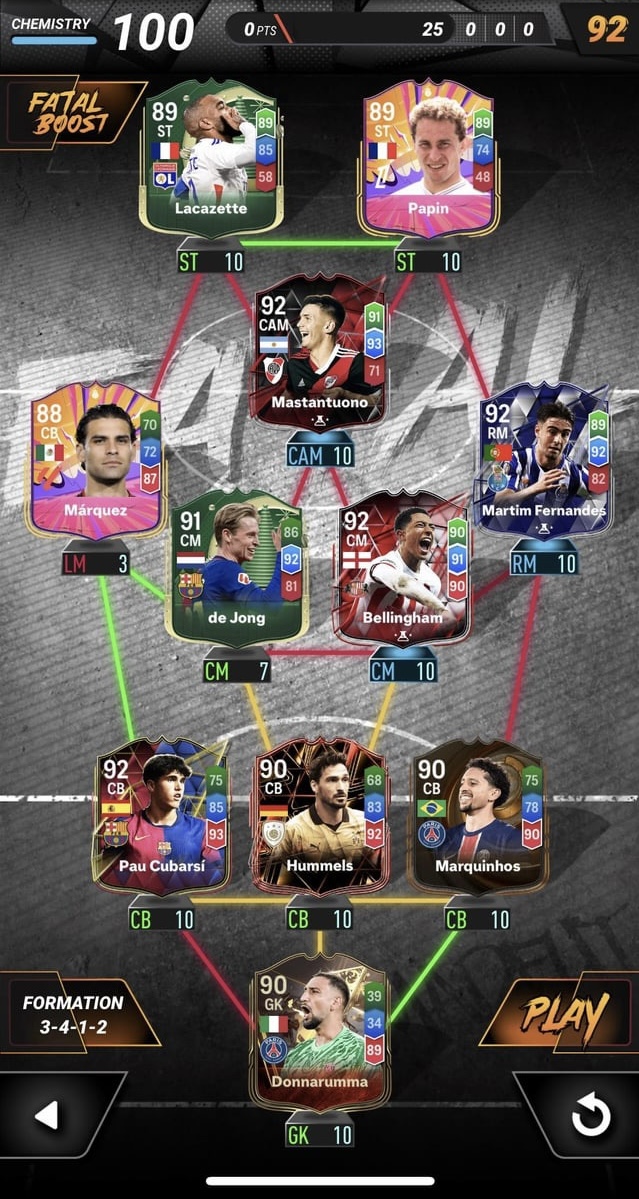 CHEMISTRY 100 0 PTS 25 0 0 0 92
FATAL
BOOST
89
ST
89
85
58
Lacazette
ST 10
89
ST
89
74
48
Papin
ST 10
92
CAM
91
93
71
Mastantuono
CAM 10
88
CB
70
72
87
Márquez
LM 3
92
RM
89
92
82
Martim Fernandes
RM 10
91
CM
86
92
81
de Jong
CM 7
92
CM
90
91
90
Bellingham
CM 10
92
CB
75
85
93
Pau Cubarsí
CB 10
90
CB
68
83
92
Hummels
CB 10
90
CB
75
78
90
Marquinhos
CB 10
90
GK
39
34
89
Donnarumma
GK 10
FORMATION
3-4-1-2
PLAY